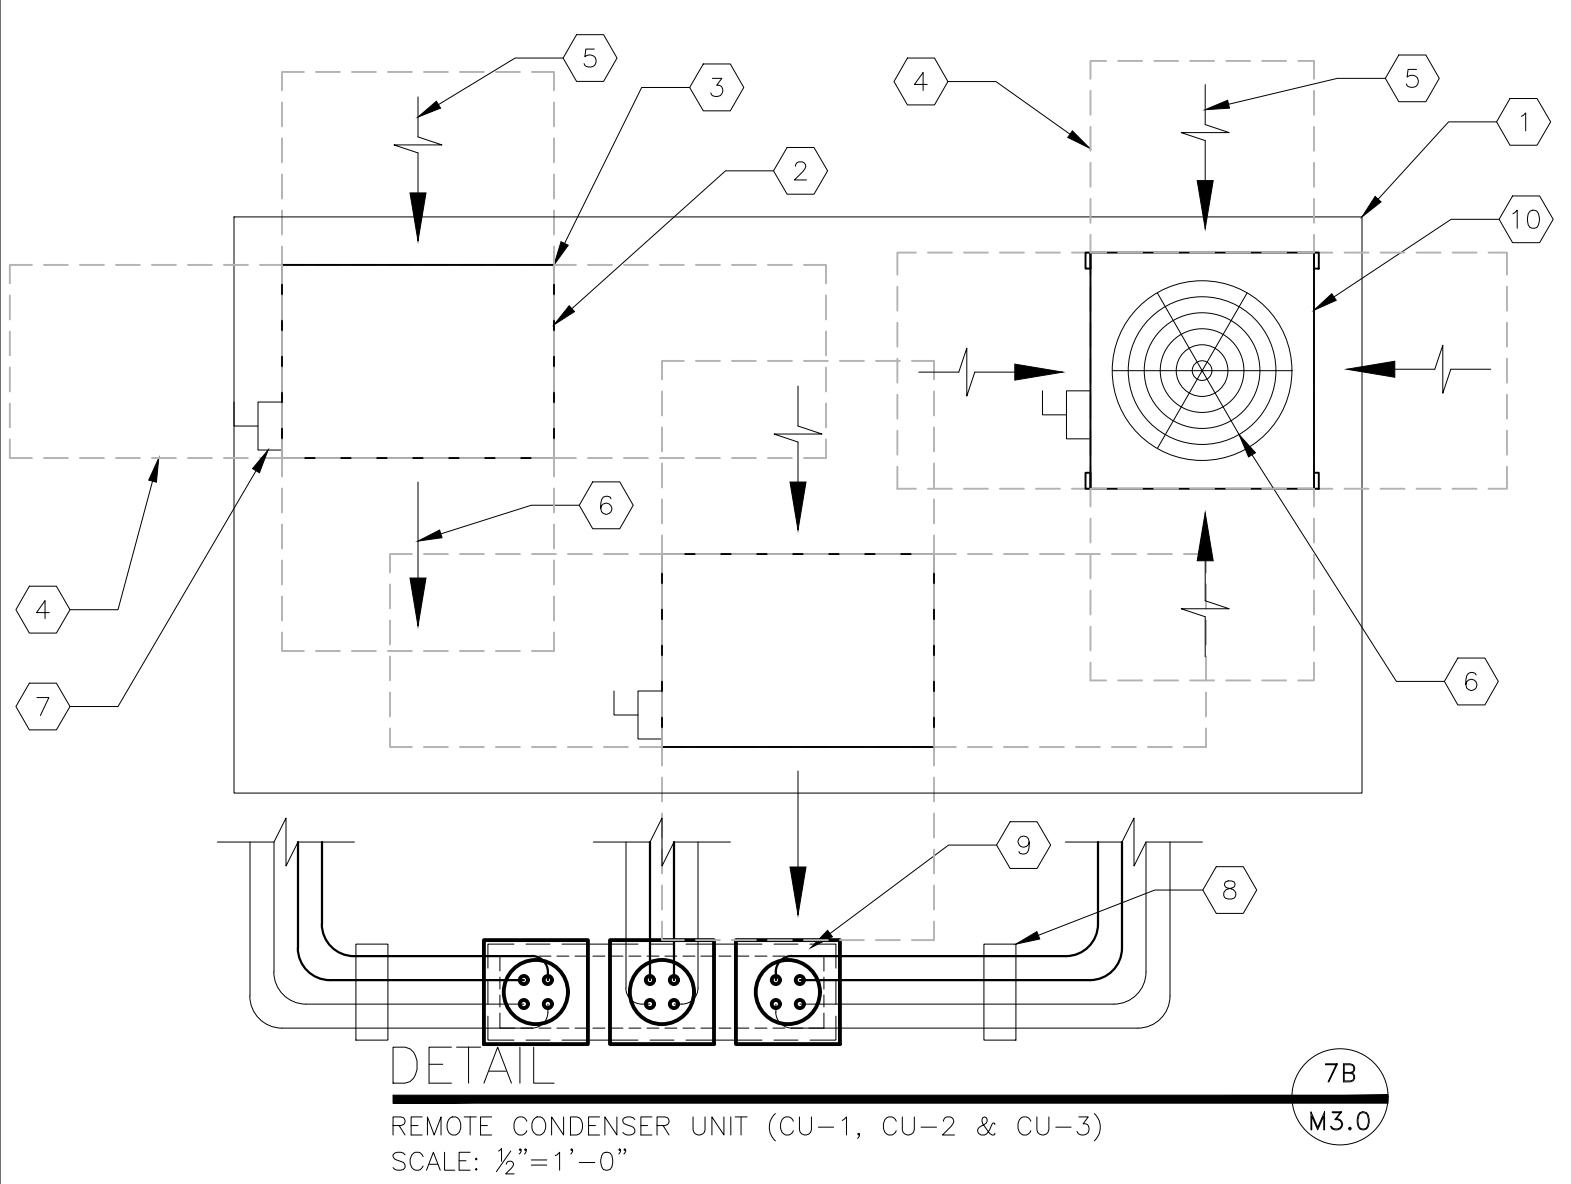 5
3
4
5
1
2
10
6
4
7
6
9
8
DETAIL
7B
M3.0
REMOTE CONDENSER UNIT (CU-1, CU-2 & CU-3)
SCALE: ½"=1'-0"